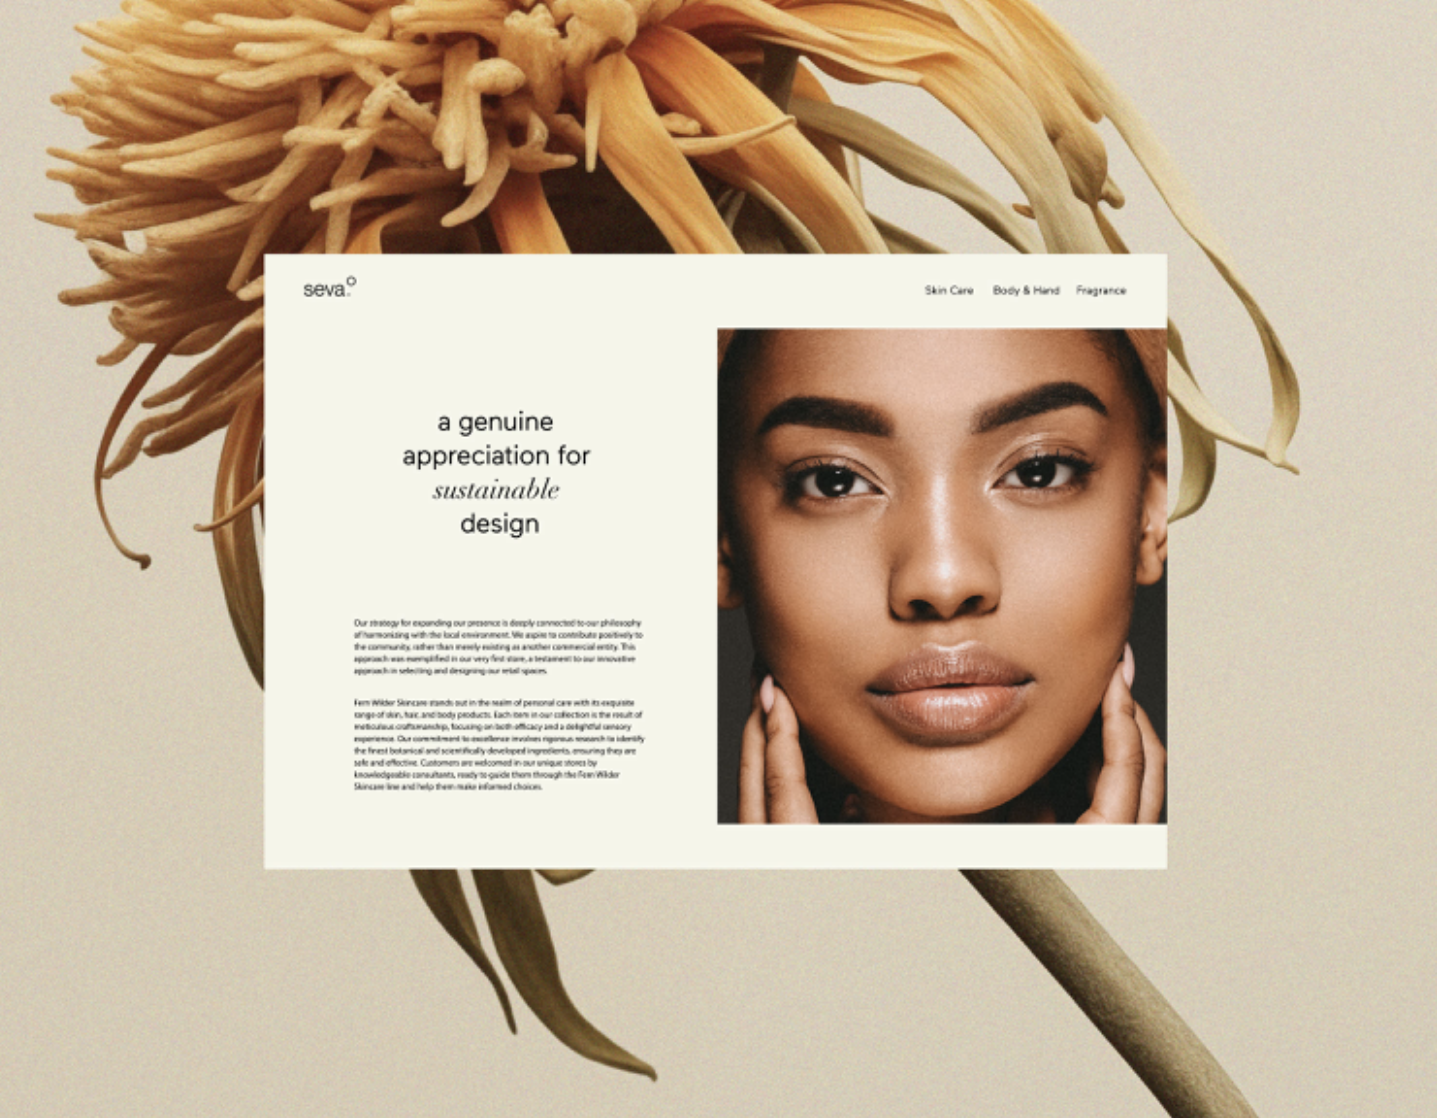 seva
Skin Care Body & Hand Fragrance
a genuine
appreciation for
sustainable
design
Our strategy for expanding our presence is deeply connected to our philosophy
of harmonizing with the local environment. We aspire to contribute positively to
the community, rather than merely existing as another commercial entity. This
approach was exemplified in our very first store, a testament to our innovative
approach in selecting and designing our retail spaces.
Fern Wilder Skincare stands out in the realm of personal care with its exquisite
range of skin, hair, and body products. Each item in our collection is the result of
meticulous craftsmanship, focusing on both efficacy and a delightful sensory
experience. Our commitment to excellence involves rigorous research to identify
the finest botanical and scientifically developed ingredients, ensuring they are
safe and effective. Customers are welcomed in our unique stores by
knowledgeable consultants, ready to guide them through the Fern Wilder
Skincare line and help them make informed choices.